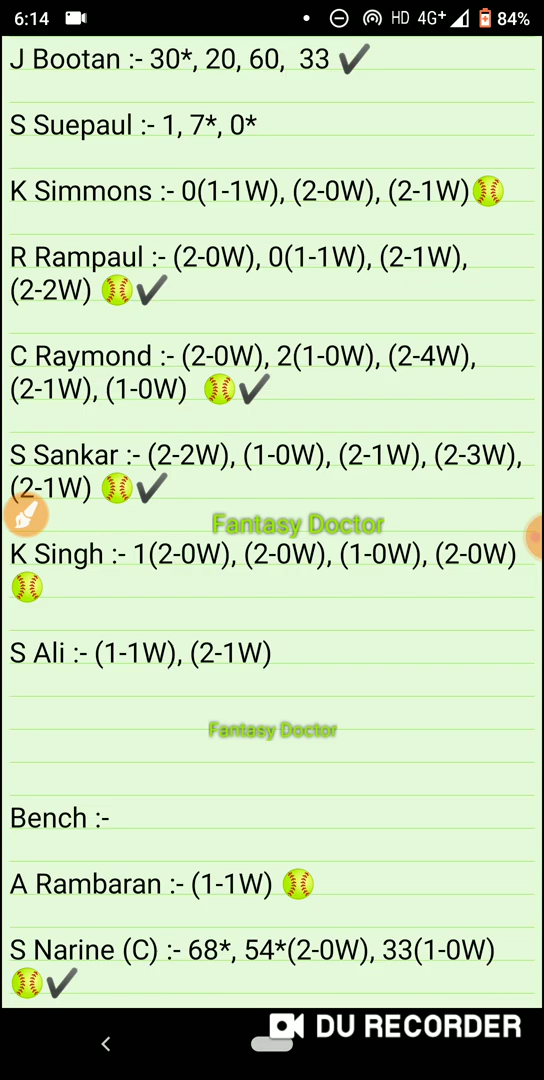 6:14 HD 4G+ 84%
J Bootan :- 30*, 20, 60, 33 ✔
S Suepaul :- 1, 7*, 0*
K Simmons :- 0(1-1W), (2-0W), (2-1W)🥎
R Rampaul :- (2-0W), 0(1-1W), (2-1W),
(2-2W) 🥎✔
C Raymond :- (2-0W), 2(1-0W), (2-4W),
(2-1W), (1-0W) 🥎✔
S Sankar :- (2-2W), (1-0W), (2-1W), (2-3W),
(2-1W) 🥎✔
Fantasy Doctor
K Singh :- 1(2-0W), (2-0W), (1-0W), (2-0W)
🥎
S Ali :- (1-1W), (2-1W)
Fantasy Doctor
Bench :-
A Rambaran :- (1-1W) 🥎
S Narine (C) :- 68*, 54*(2-0W), 33(1-0W)
🥎✔
DU RECORDER